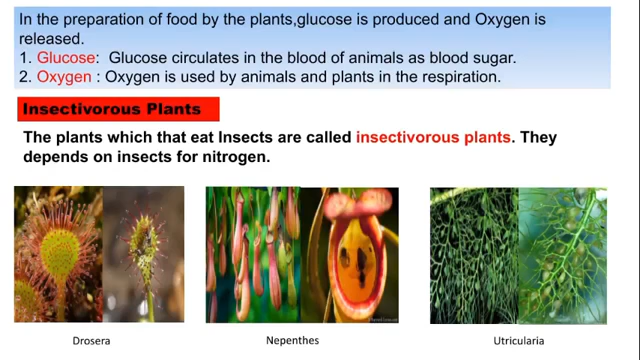 In the preparation of food by the plants,glucose is produced and Oxygen is
released.
1. Glucose: Glucose circulates in the blood of animals as blood sugar.
2. Oxygen : Oxygen is used by animals and plants in the respiration.
Insectivorous Plants
The plants which that eat Insects are called insectivorous plants. They
depends on insects for nitrogen.
Drosera
Nepenthes
Utricularia